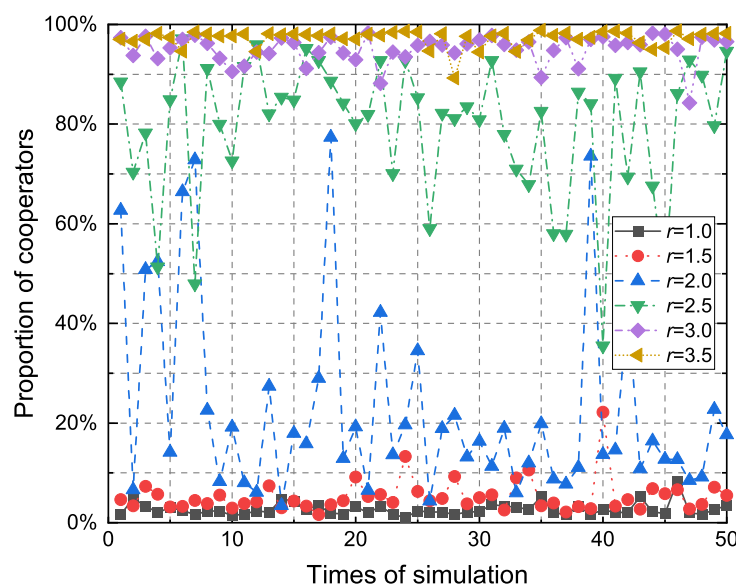 100%
80%
60%
40%
20%
0%
Proportion of cooperators
r=1.0
r=1.5
r=2.0
r=2.5
r=3.0
r=3.5
0 10 20 30 40 50
Times of simulation